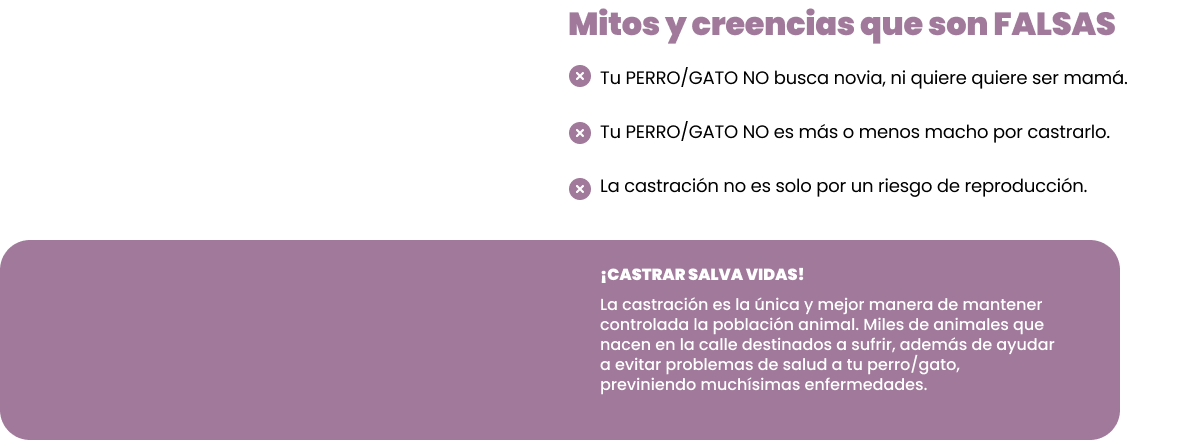 Mitos y creencias que son FALSAS
Tu PERRO/GATO NO busca novia, ni quiere quiere ser mamá.
Tu PERRO/GATO NO es más o menos macho por castrarlo.
La castración no es solo por un riesgo de reproducción.
¡CASTRAR SALVA VIDAS!
La castración es la única y mejor manera de mantener
controlada la población animal. Miles de animales que
nacen en la calle destinados a sufrir, además de ayudar
a evitar problemas de salud a tu perro/gato,
previniendo muchísimas enfermedades.